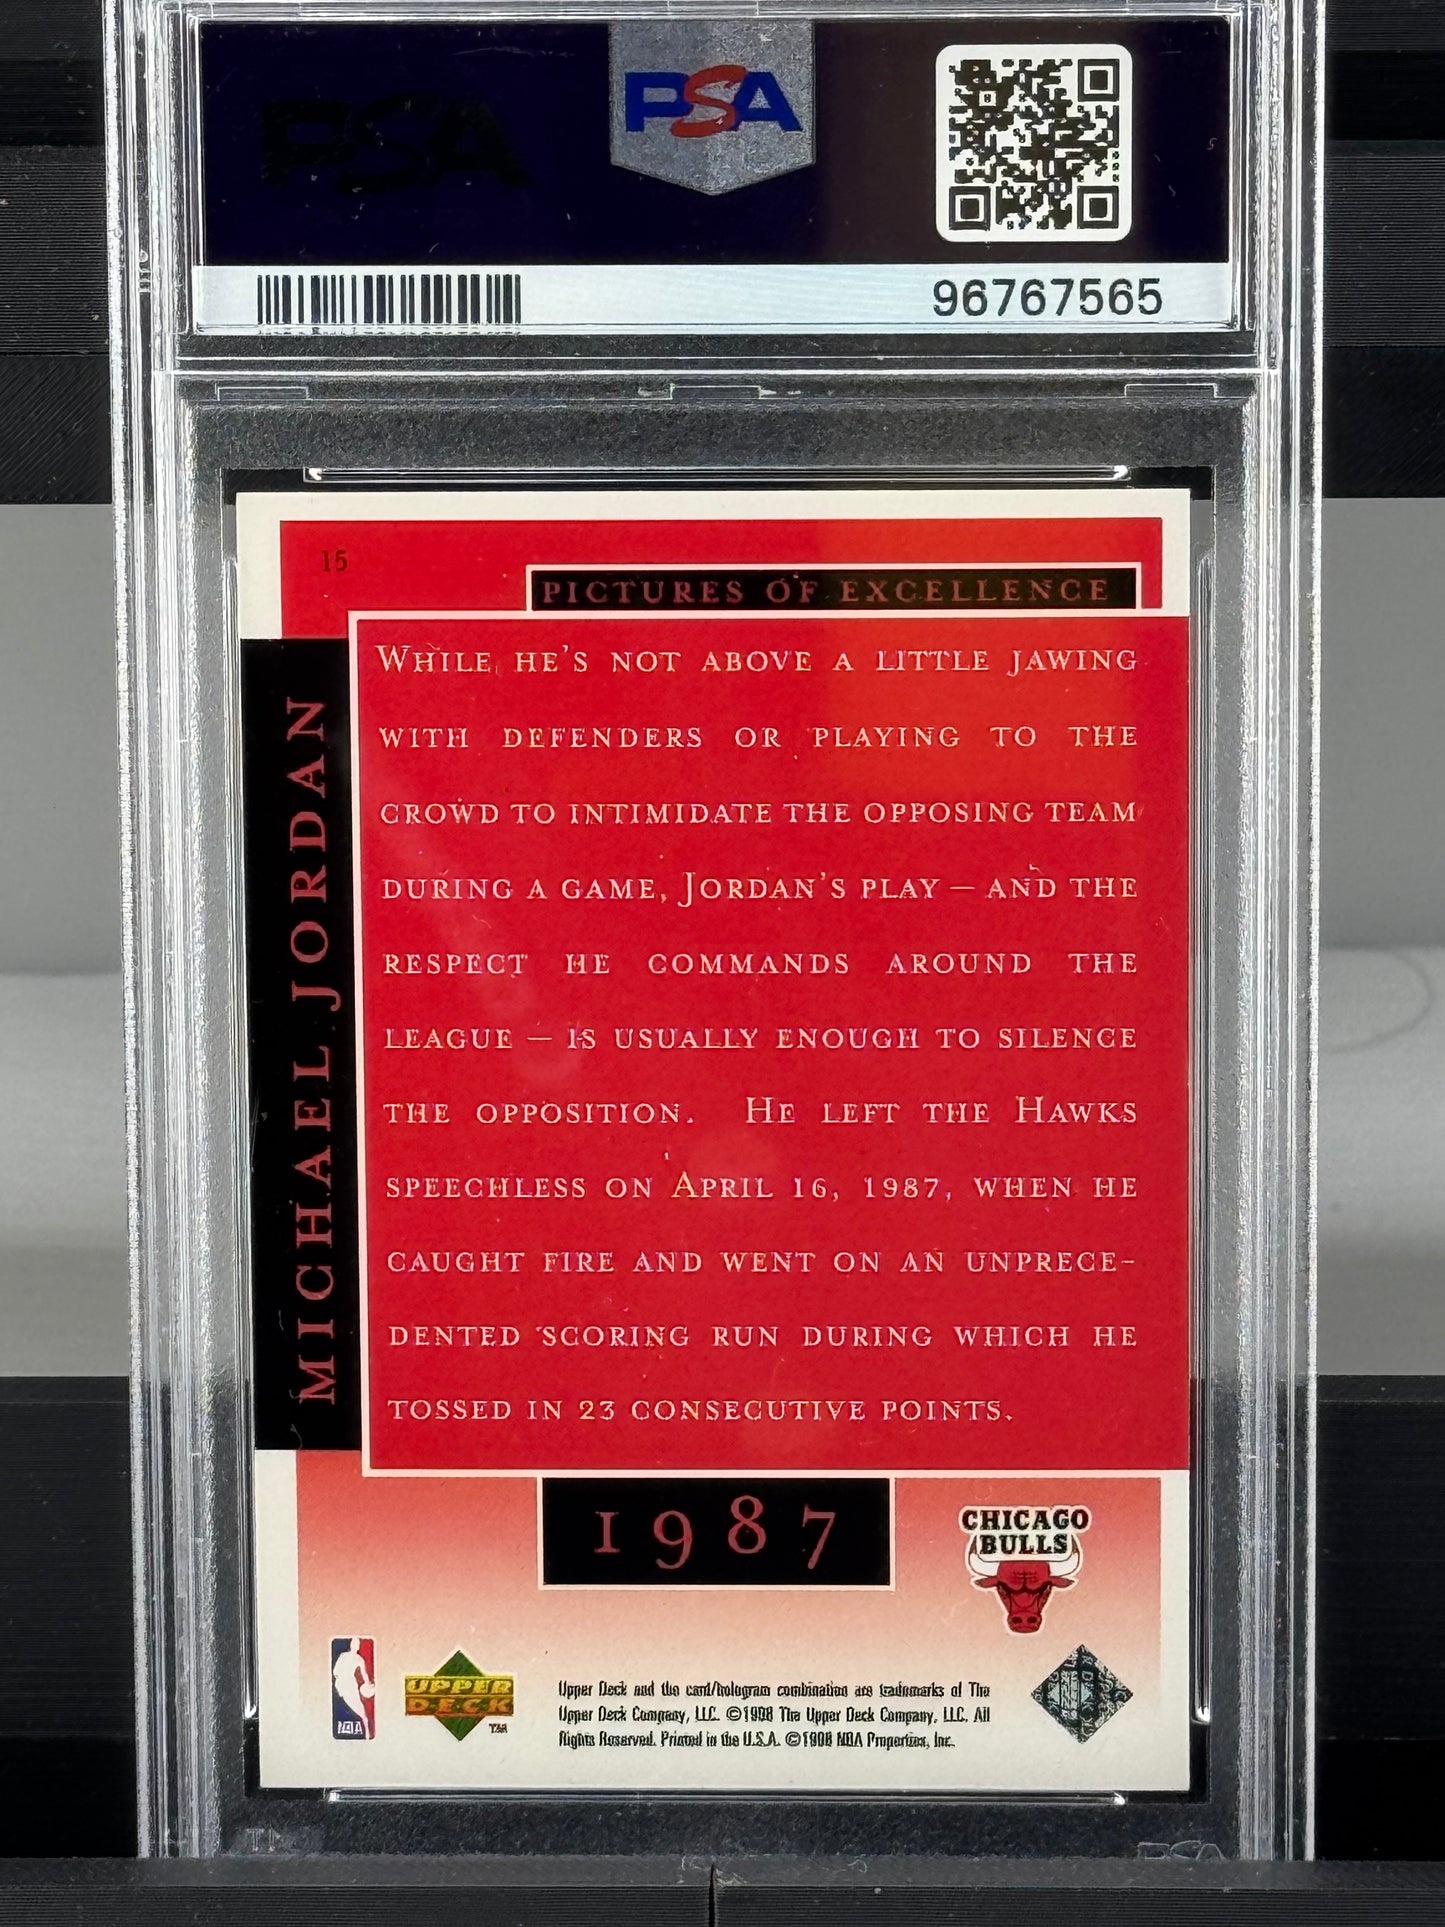 PSA
PSA
96767565
15
PICTURES OF EXCELLENCE
MICHAEL JORDAN
WHILE HE'S NOT ABOVE A LITTLE JAWING
WITH DEFENDERS OR PLAYING TO THE
CROWD TO INTIMIDATE THE OPPOSING TEAM
DURING A GAME, JORDAN'S PLAY — AND THE
RESPECT HE COMMANDS AROUND THE
LEAGUE — IS USUALLY ENOUGH TO SILENCE
THE OPPOSITION. HE LEFT THE HAWKS
SPEECHLESS ON APRIL 16, 1987, WHEN HE
CAUGHT FIRE AND WENT ON AN UNPRECE-
DENTED SCORING RUN DURING WHICH HE
TOSSED IN 23 CONSECUTIVE POINTS.
1987
CHICAGO
BULLS
NBA
UPPER
DECK
TM
Upper Deck and the card/hologram combination are trademarks of The
Upper Deck Company, LLC. ©1998 The Upper Deck Company, LLC. All
Rights Reserved. Printed in the U.S.A. ©1998 NBA Properties, Inc.
PSA